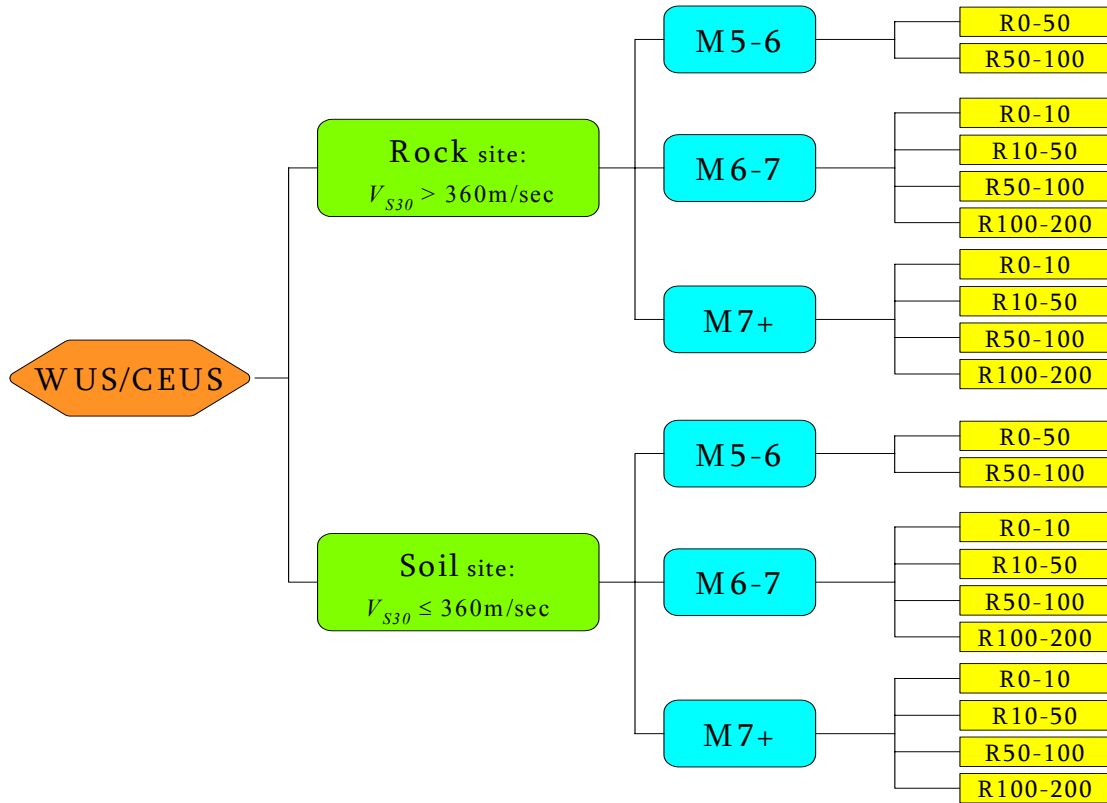 WUS/CEUS
Rock site:
V_S30 > 360m/sec
M5-6
R0-50
R50-100
M6-7
R0-10
R10-50
R50-100
R100-200
M7+
R0-10
R10-50
R50-100
R100-200
Soil site:
V_S30 ≤ 360m/sec
M5-6
R0-50
R50-100
M6-7
R0-10
R10-50
R50-100
R100-200
M7+
R0-10
R10-50
R50-100
R100-200